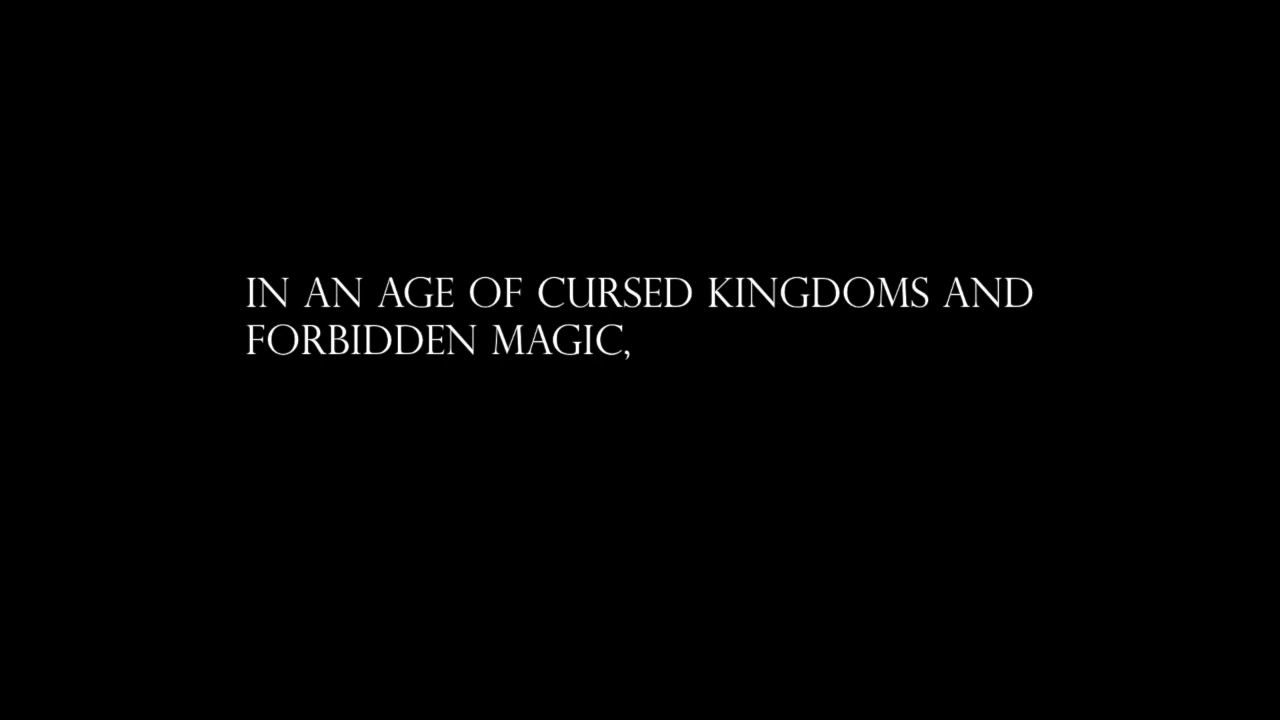 IN AN AGE OF CURSED KINGDOMS AND
FORBIDDEN MAGIC,